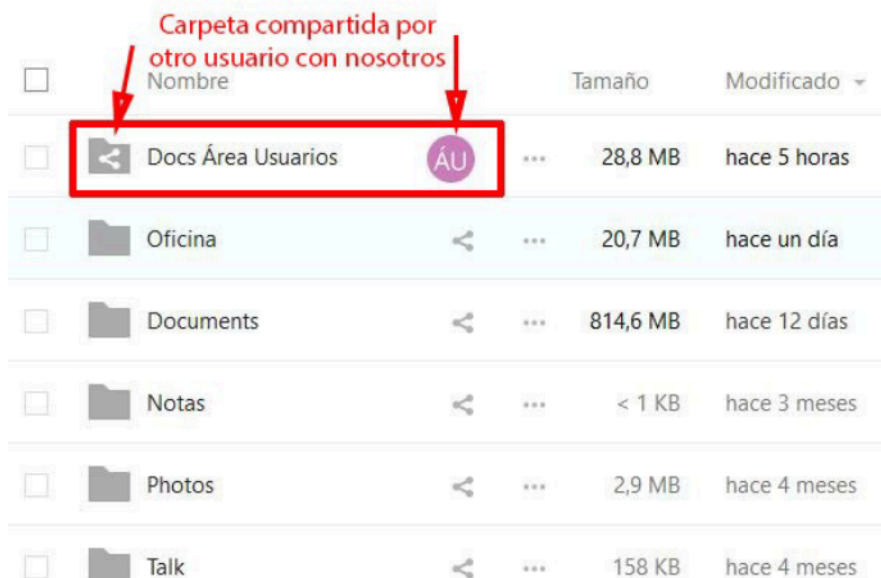 Carpeta compartida por
otro usuario con nosotros
Nombre Tamaño Modificado
Docs Área Usuarios ÁU ... 28,8 MB hace 5 horas
Oficina ... 20,7 MB hace un día
Documents ... 814,6 MB hace 12 días
Notas ... < 1 KB hace 3 meses
Photos ... 2,9 MB hace 4 meses
Talk ... 158 KB hace 4 meses